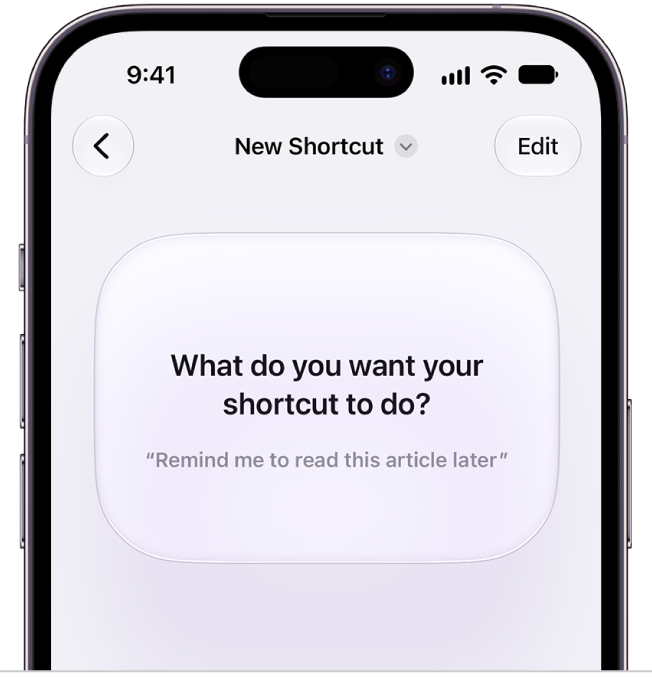 9:41
New Shortcut
Edit
What do you want your
shortcut to do?
“Remind me to read this article later”